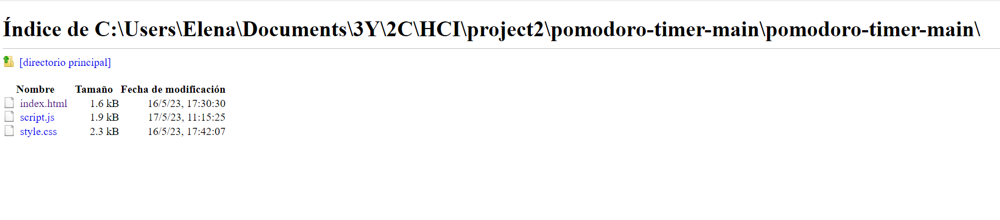 Índice de C:\Users\Elena\Documents\3Y\2C\HCI\project2\pomodoro-timer-main\pomodoro-timer-main\
[directorio principal]
Nombre Tamaño Fecha de modificación
index.html 1.6 kB 16/5/23, 17:30:30
script.js 1.9 kB 17/5/23, 11:15:25
style.css 2.3 kB 16/5/23, 17:42:07